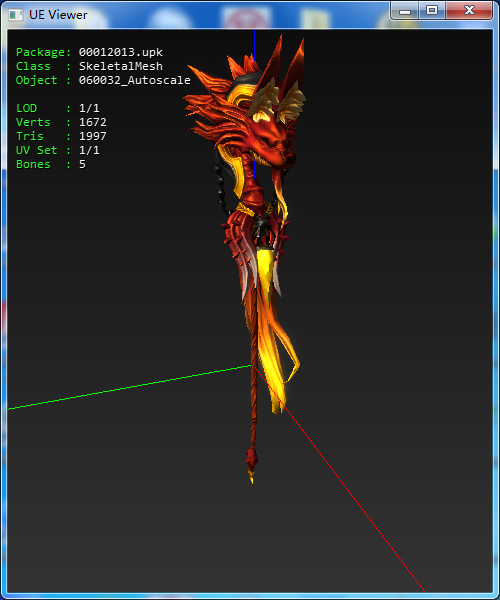 UE Viewer
Package: 00012013.upk
Class : SkeletalMesh
Object : 060032_Autoscale
LOD : 1/1
Verts : 1672
Tris : 1997
UV Set : 1/1
Bones : 5